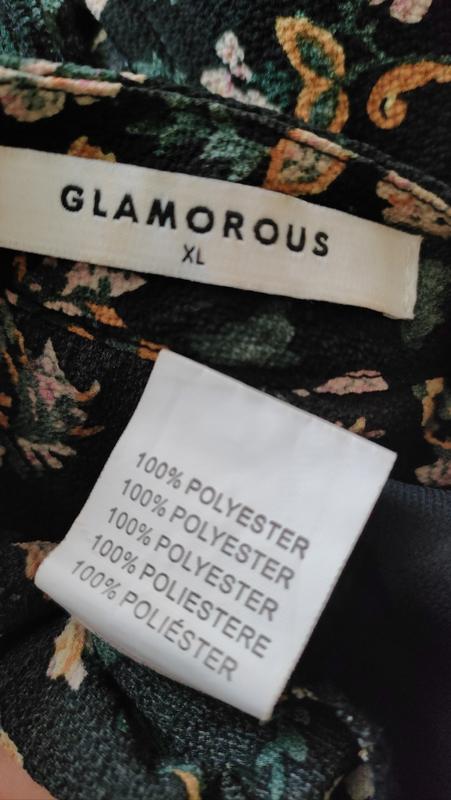 GLAMOROUS
XL
100% POLYESTER
100% POLYESTER
100% POLYESTER
100% POLIESTERE
100% POLIÉSTER